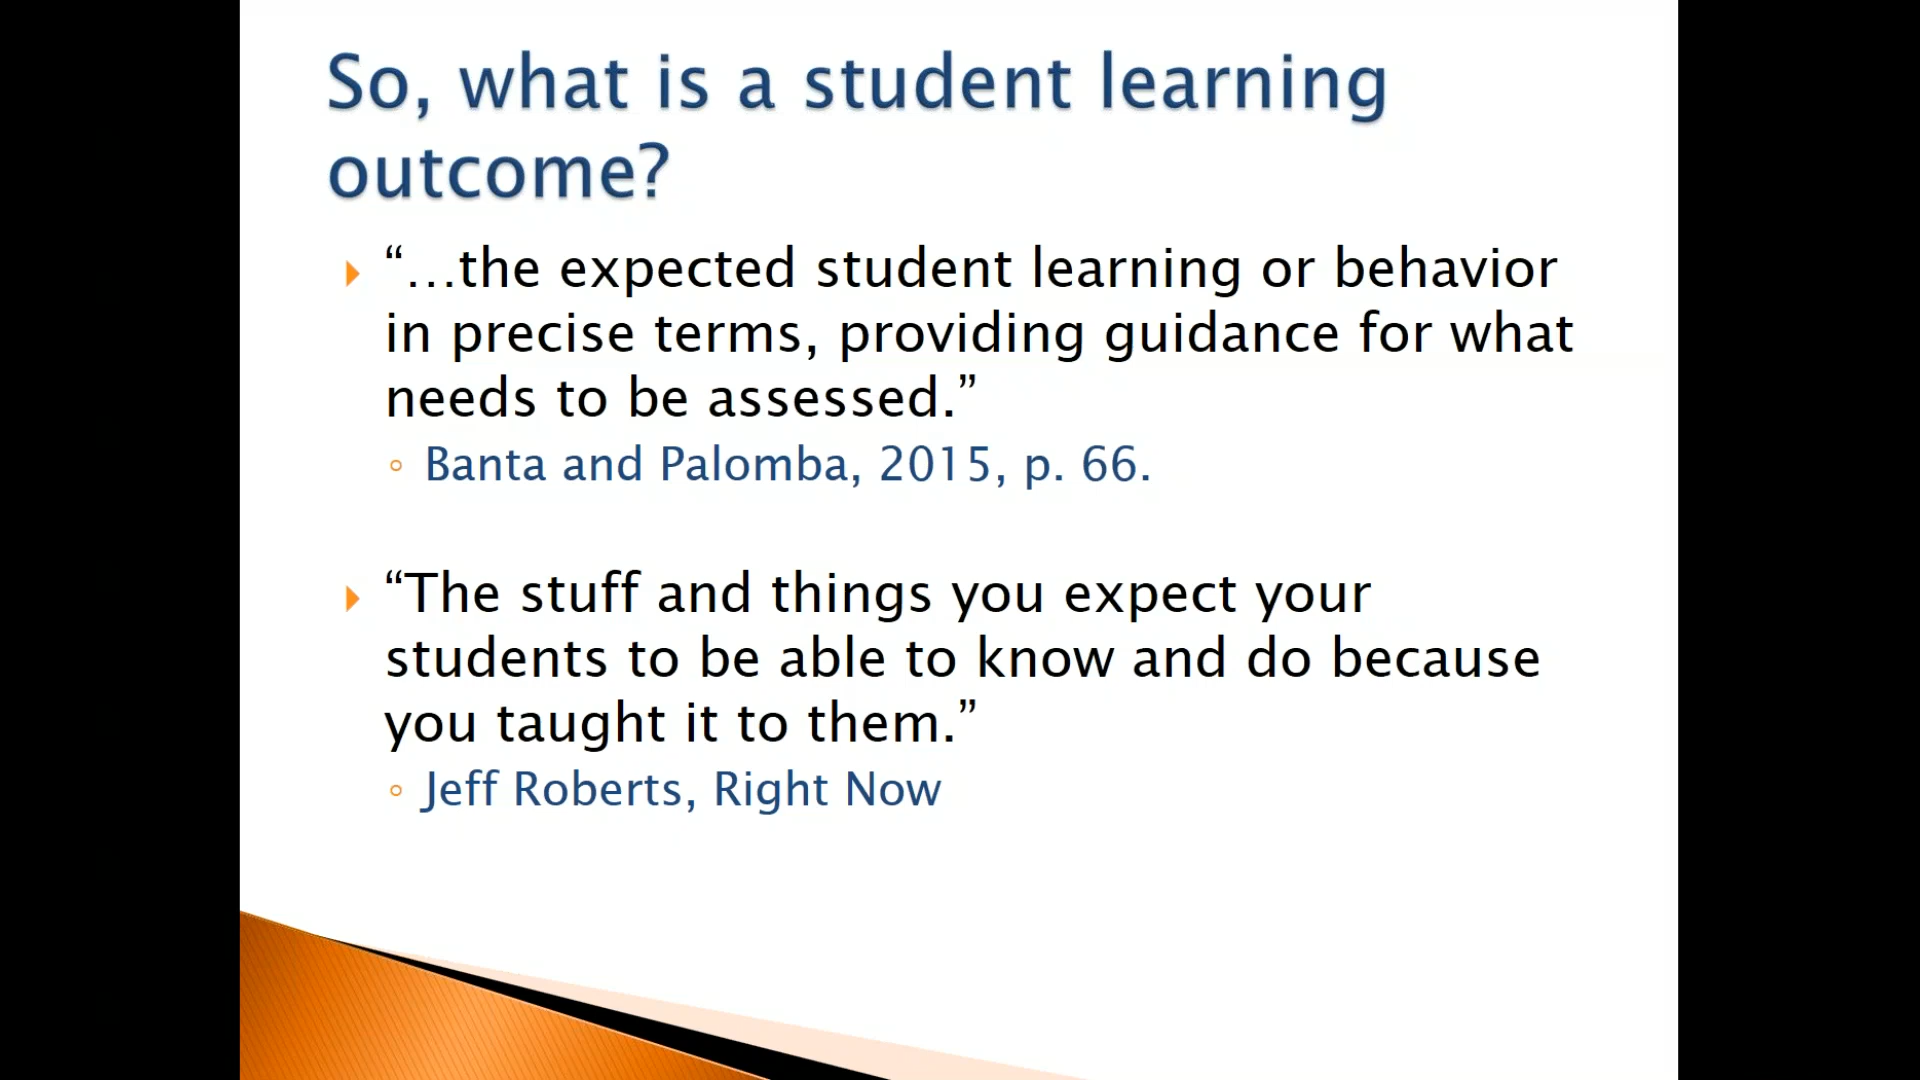 So, what is a student learning
outcome?
“…the expected student learning or behavior
in precise terms, providing guidance for what
needs to be assessed.”
Banta and Palomba, 2015, p. 66.
“The stuff and things you expect your
students to be able to know and do because
you taught it to them.”
Jeff Roberts, Right Now